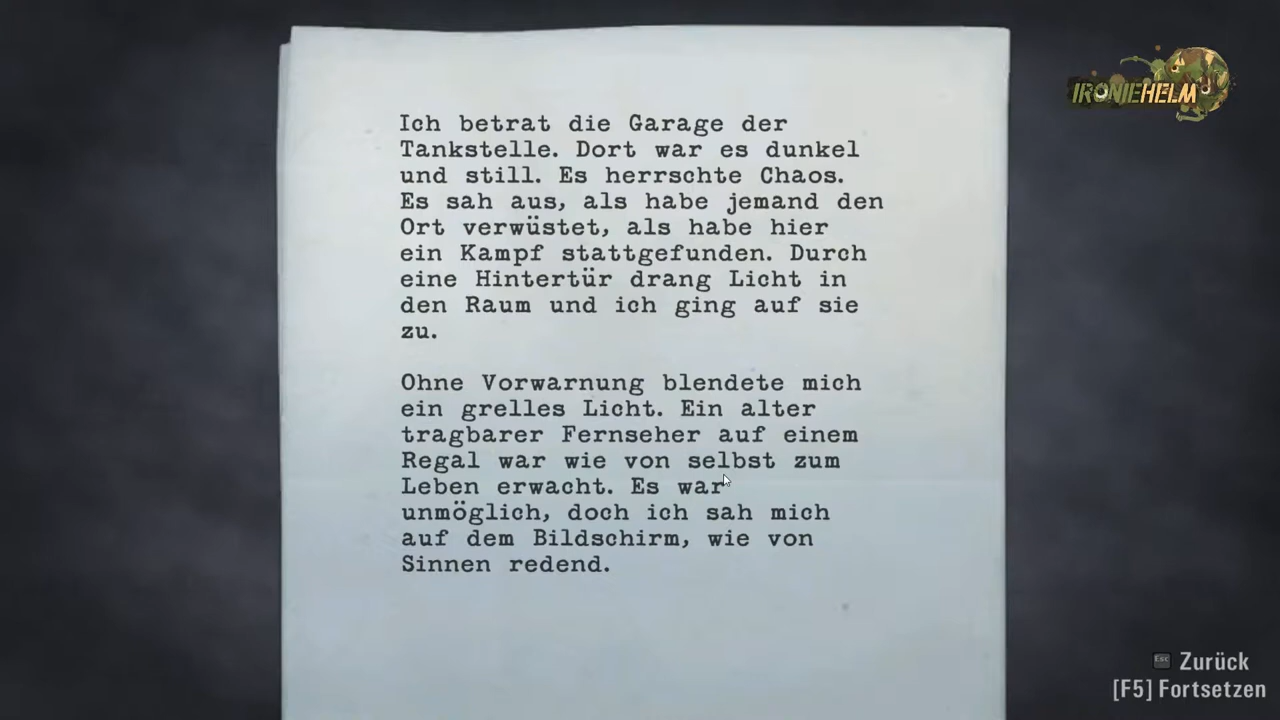 IRONIEHELM
Ich betrat die Garage der
Tankstelle. Dort war es dunkel
und still. Es herrschte Chaos.
Es sah aus, als habe jemand den
Ort verwüstet, als habe hier
ein Kampf stattgefunden. Durch
eine Hintertür drang Licht in
den Raum und ich ging auf sie
zu.
Ohne Vorwarnung blendete mich
ein grelles Licht. Ein alter
tragbarer Fernseher auf einem
Regal war wie von selbst zum
Leben erwacht. Es war
unmöglich, doch ich sah mich
auf dem Bildschirm, wie von
Sinnen redend.
Esc Zurück
[F5] Fortsetzen